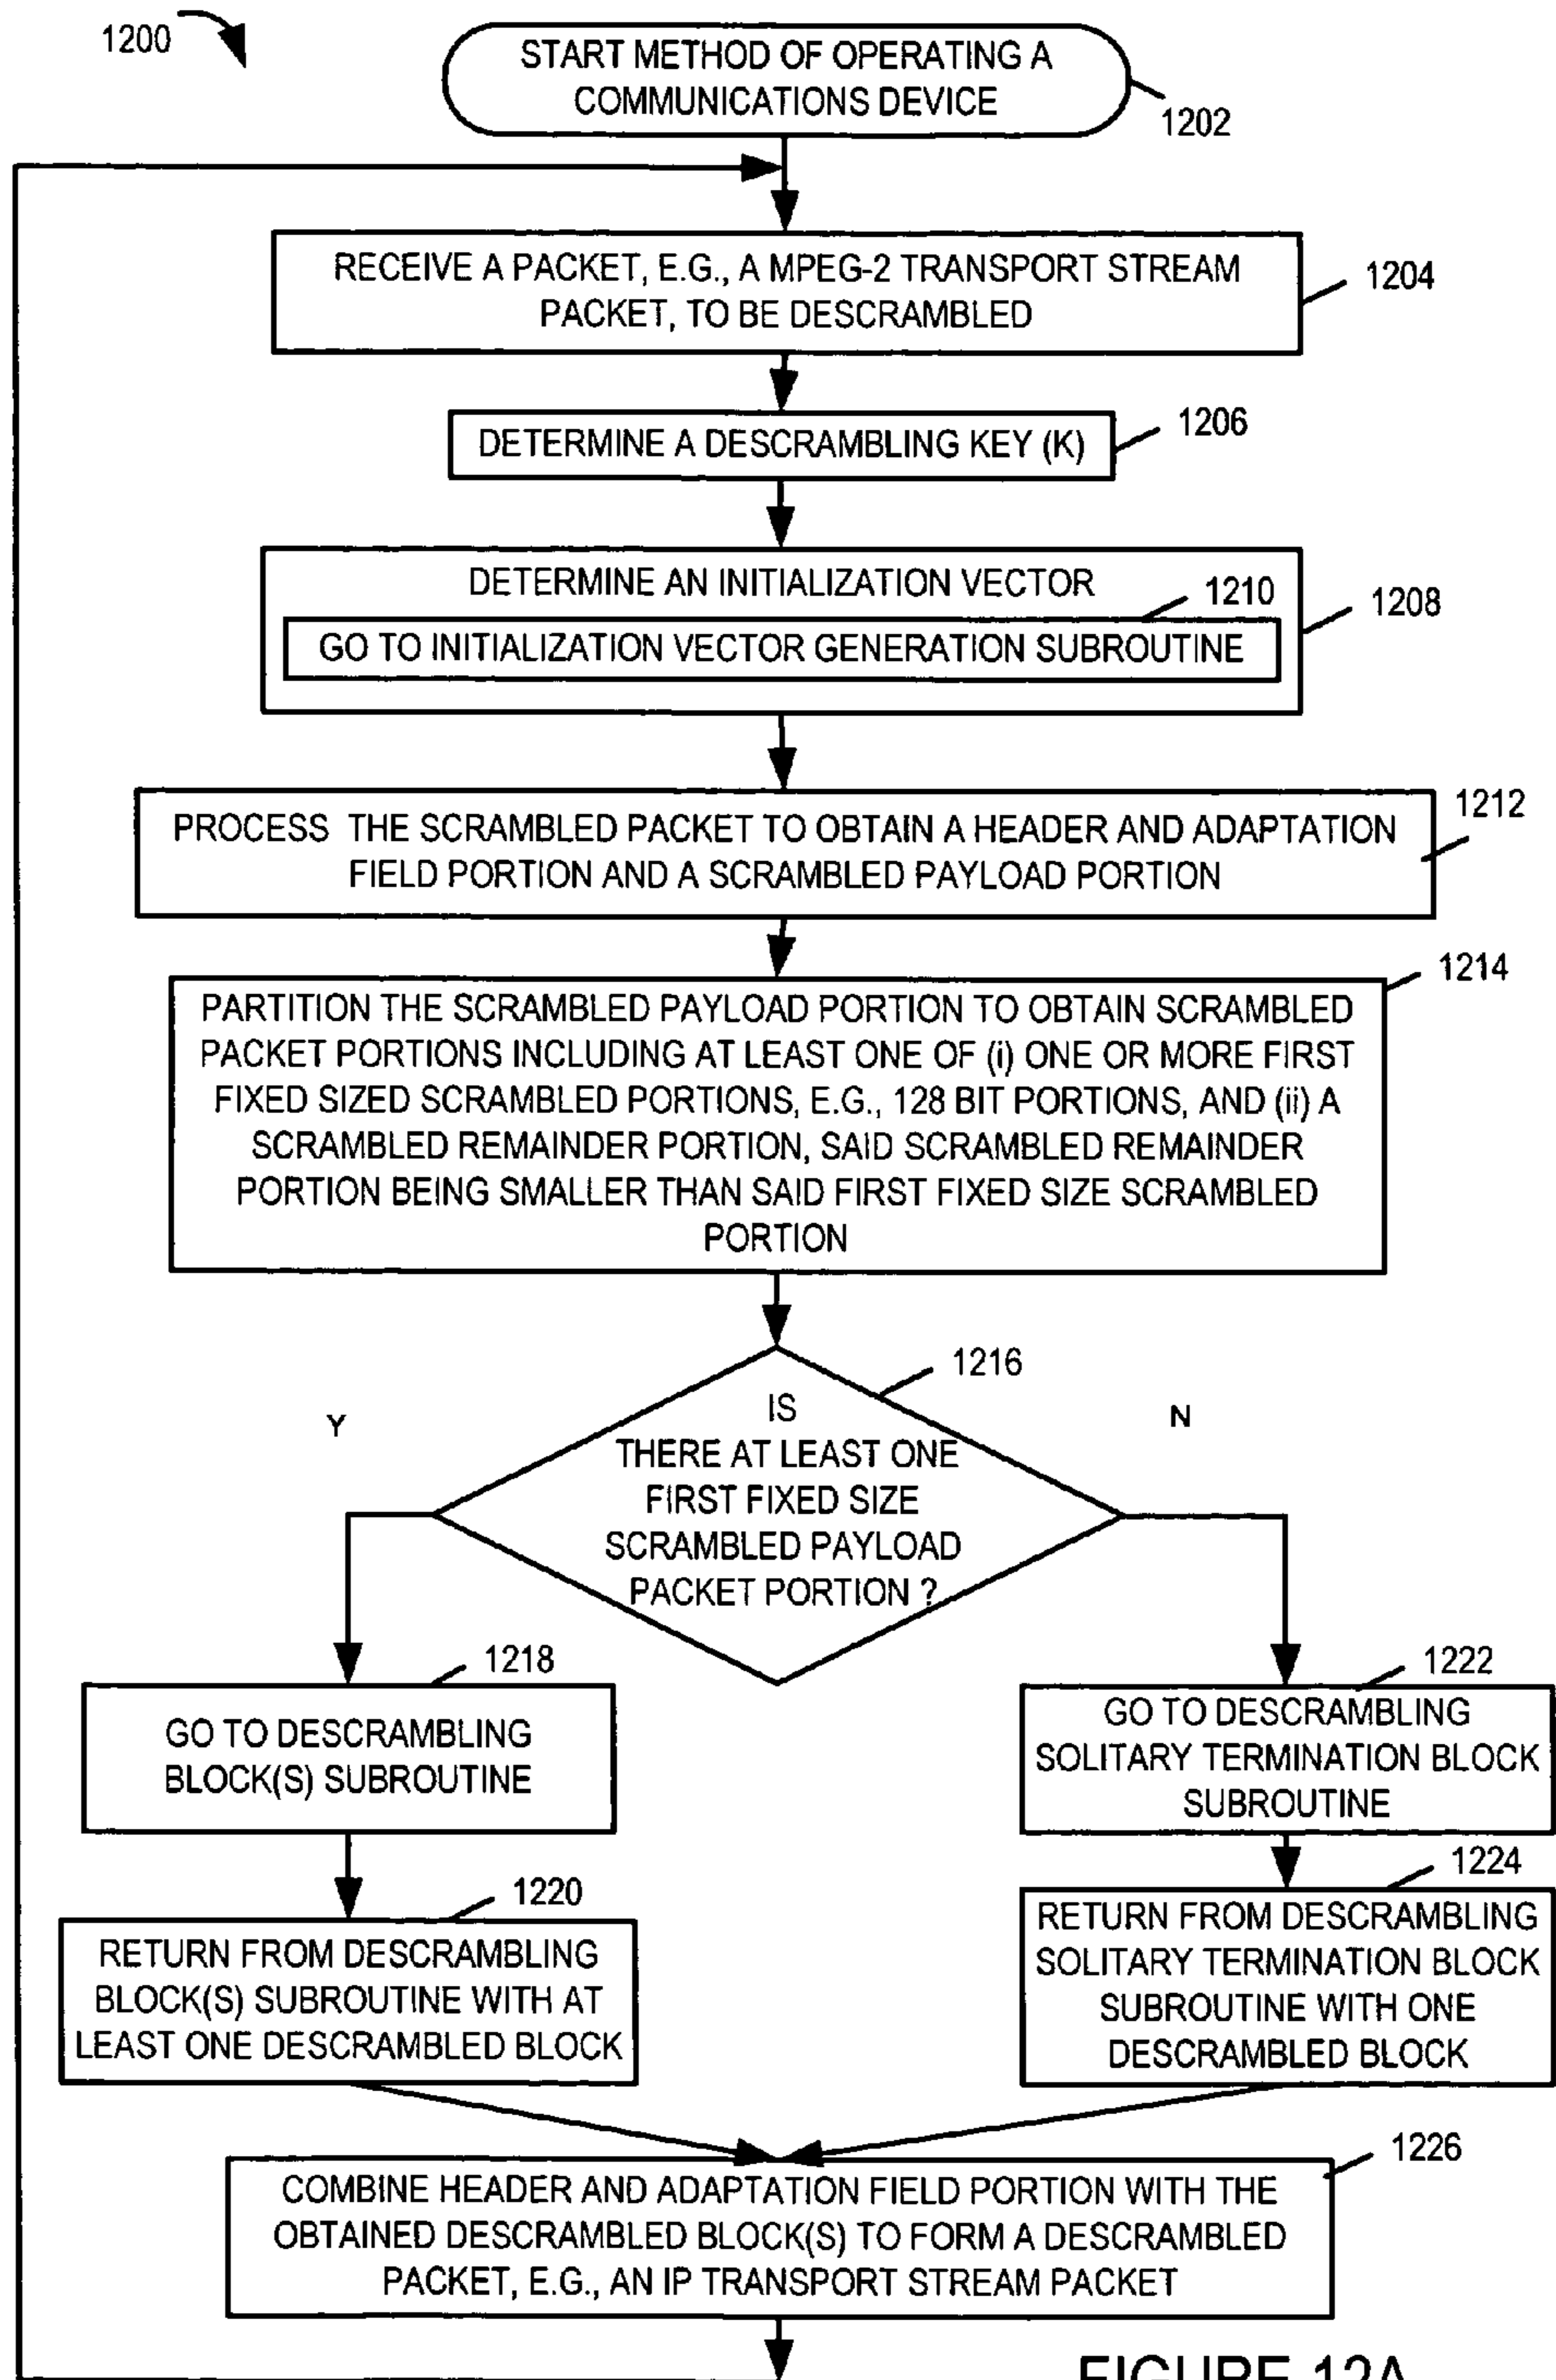 1200
START METHOD OF OPERATING A
COMMUNICATIONS DEVICE
1202
RECEIVE A PACKET, E.G., A MPEG-2 TRANSPORT STREAM
PACKET, TO BE DESCRAMBLED
1204
DETERMINE A DESCRAMBLING KEY (K)
1206
DETERMINE AN INITIALIZATION VECTOR
1210
GO TO INITIALIZATION VECTOR GENERATION SUBROUTINE
1208
PROCESS THE SCRAMBLED PACKET TO OBTAIN A HEADER AND ADAPTATION
FIELD PORTION AND A SCRAMBLED PAYLOAD PORTION
1212
1214
PARTITION THE SCRAMBLED PAYLOAD PORTION TO OBTAIN SCRAMBLED
PACKET PORTIONS INCLUDING AT LEAST ONE OF (i) ONE OR MORE FIRST
FIXED SIZED SCRAMBLED PORTIONS, E.G., 128 BIT PORTIONS, AND (ii) A
SCRAMBLED REMAINDER PORTION, SAID SCRAMBLED REMAINDER
PORTION BEING SMALLER THAN SAID FIRST FIXED SIZE SCRAMBLED
PORTION
1216
Y
N
IS
THERE AT LEAST ONE
FIRST FIXED SIZE
SCRAMBLED PAYLOAD
PACKET PORTION ?
1218
GO TO DESCRAMBLING
BLOCK(S) SUBROUTINE
1222
GO TO DESCRAMBLING
SOLITARY TERMINATION BLOCK
SUBROUTINE
1220
RETURN FROM DESCRAMBLING
BLOCK(S) SUBROUTINE WITH AT
LEAST ONE DESCRAMBLED BLOCK
1224
RETURN FROM DESCRAMBLING
SOLITARY TERMINATION BLOCK
SUBROUTINE WITH ONE
DESCRAMBLED BLOCK
1226
COMBINE HEADER AND ADAPTATION FIELD PORTION WITH THE
OBTAINED DESCRAMBLED BLOCK(S) TO FORM A DESCRAMBLED
PACKET, E.G., AN IP TRANSPORT STREAM PACKET
FIGURE 12A